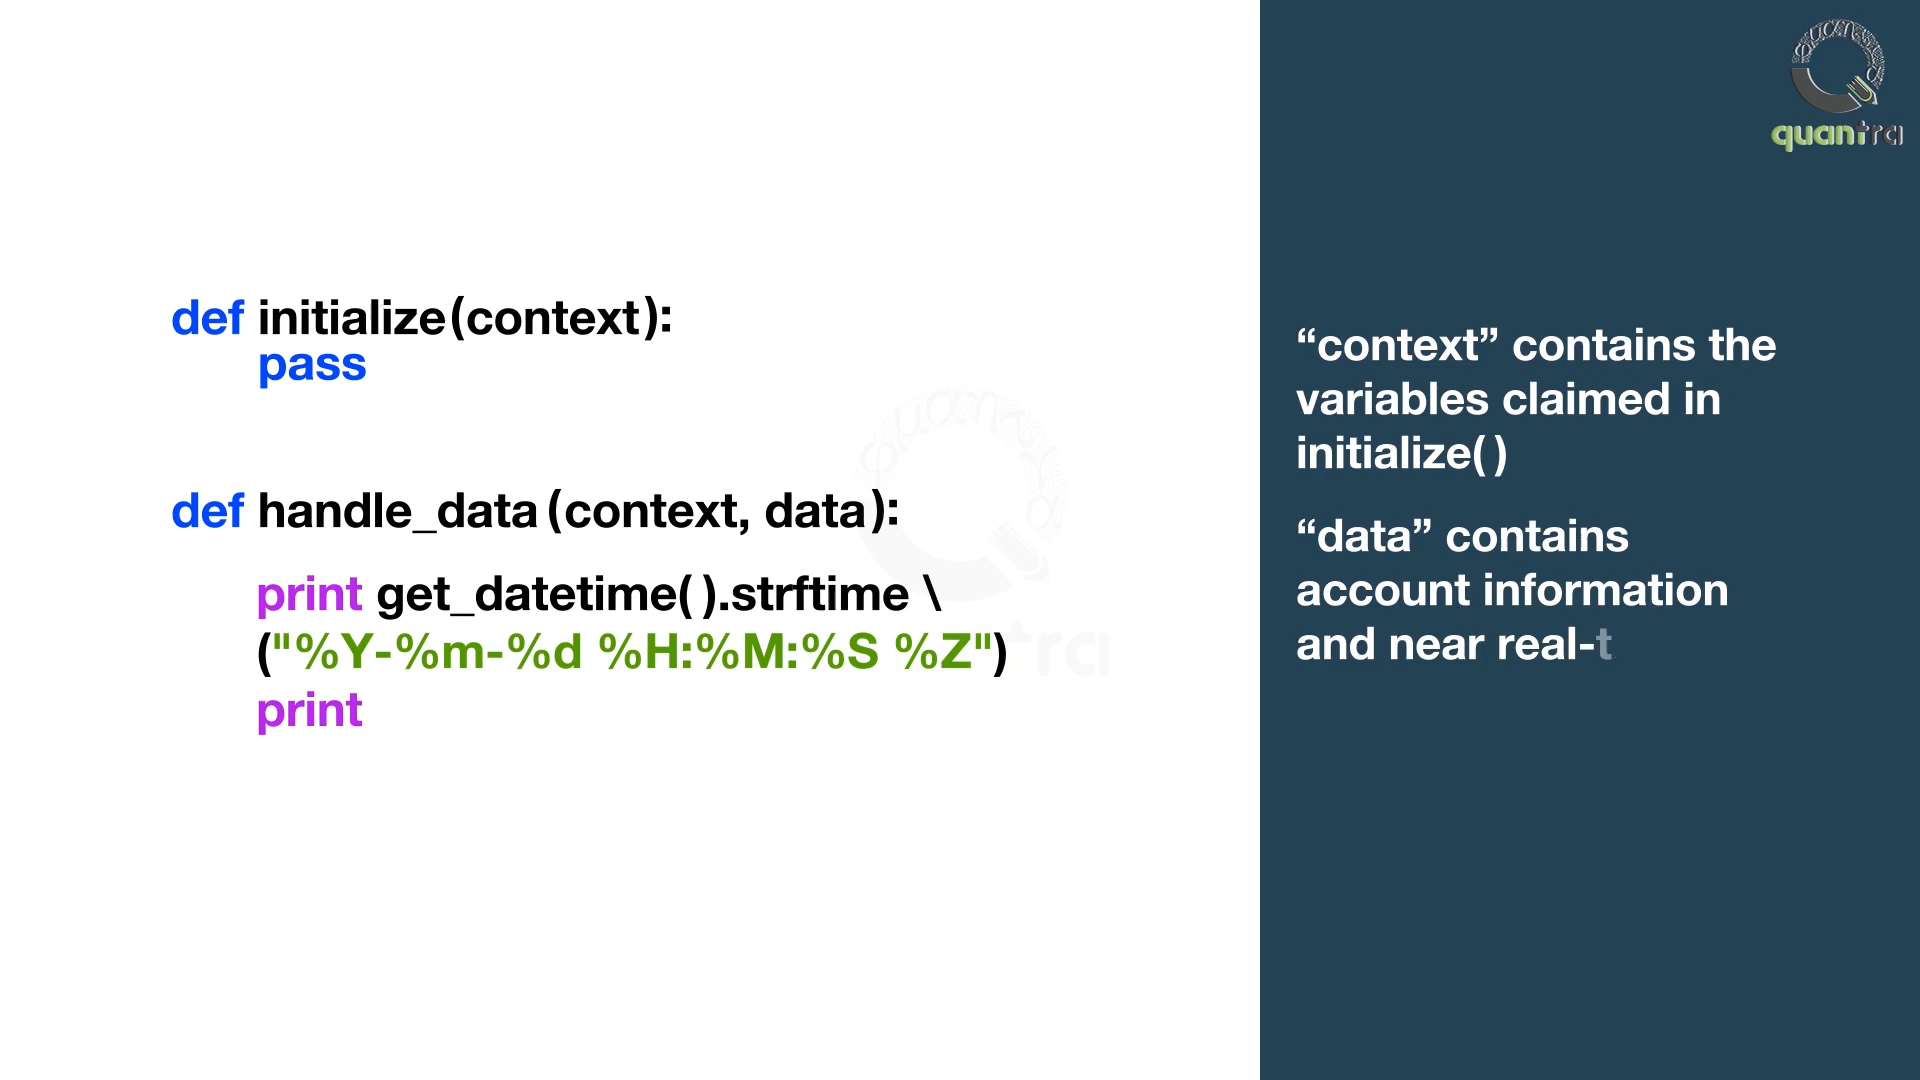 def initialize(context):
pass
def handle_data(context, data):
print get_datetime( ).strftime \
("%Y-%m-%d %H:%M:%S %Z")
print
“context” contains the
variables claimed in
initialize( )
“data” contains
account information
and near real-t
quantra